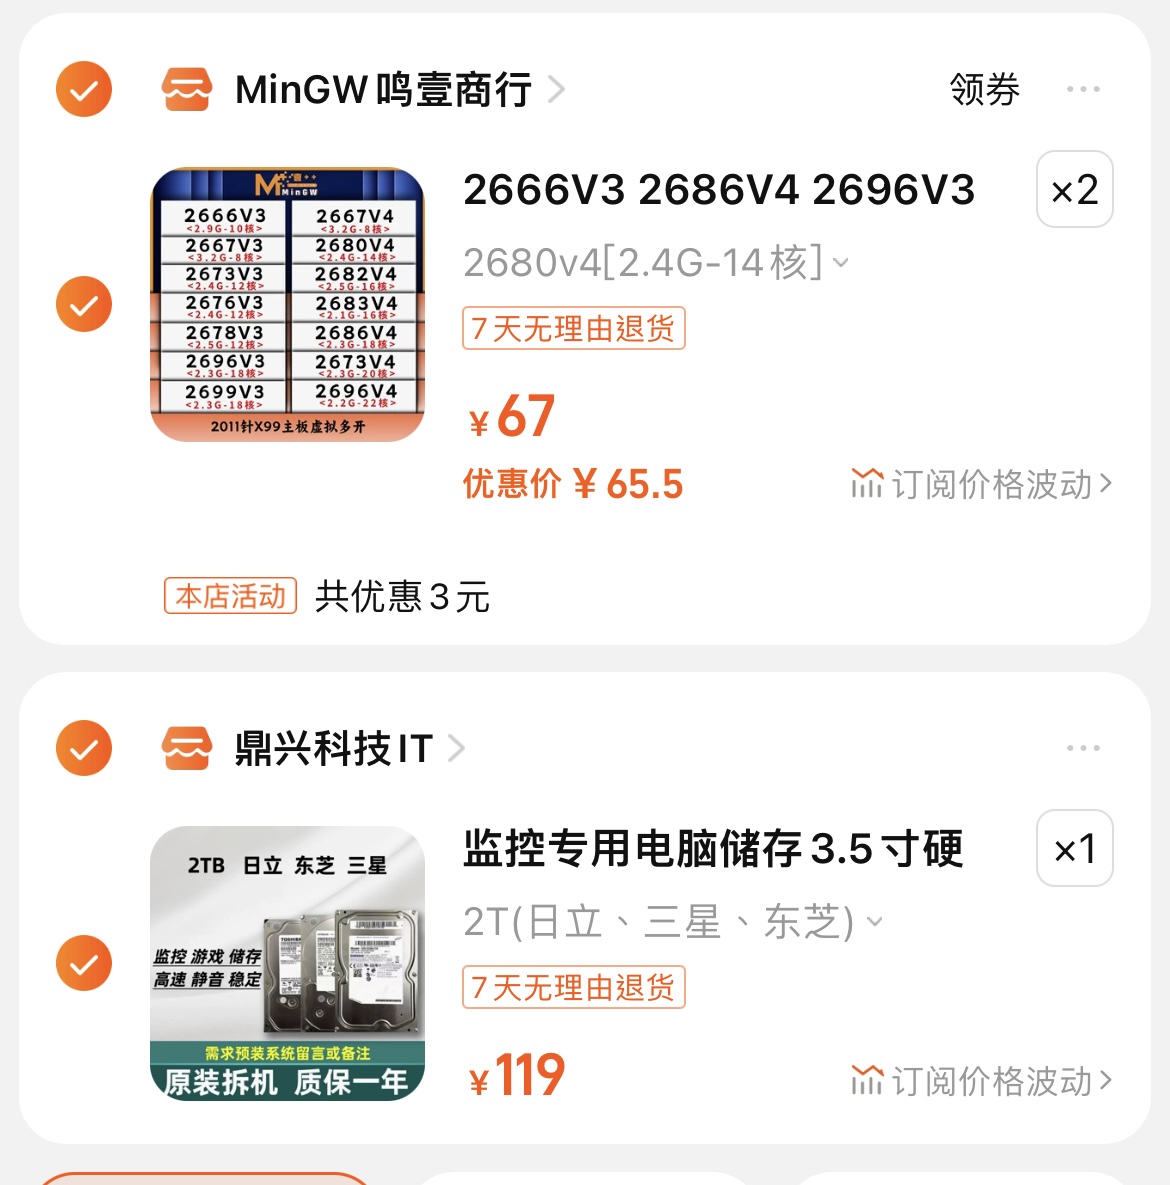 MinGW鸣壹商行
领券
M 壹++
MinGW
2666V3
<2.9G-10核>
2667V4
<3.2G-8核>
2667V3
<3.2G-8核>
2680V4
<2.4G-14核>
2673V3
<2.4G-12核>
2682V4
<2.5G-16核>
2676V3
<2.4G-12核>
2683V4
<2.1G-16核>
2678V3
<2.5G-12核>
2686V4
<2.3G-18核>
2696V3
<2.3G-18核>
2673V4
<2.3G-20核>
2699V3
<2.3G-18核>
2696V4
<2.2G-22核>
2011针X99主板虚拟多开
2666V3 2686V4 2696V3
×2
2680v4[2.4G-14核]
7天无理由退货
¥67
优惠价 ¥65.5
订阅价格波动
本店活动 共优惠3元
鼎兴科技IT
2TB 日立 东芝 三星
监控 游戏 储存
高速 静音 稳定
需求预装系统留言或备注
原装拆机 质保一年
监控专用电脑储存3.5寸硬
×1
2T(日立、三星、东芝)
7天无理由退货
¥119
订阅价格波动